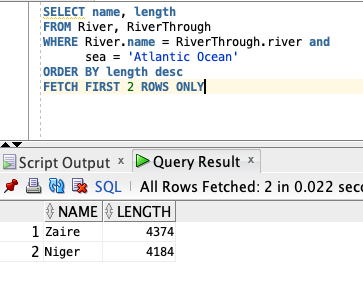 SELECT name, length
FROM River, RiverThrough
WHERE River.name = RiverThrough.river and
sea = 'Atlantic Ocean'
ORDER BY length desc
FETCH FIRST 2 ROWS ONLY
Script Output × Query Result ×
SQL | All Rows Fetched: 2 in 0.022 sec
NAME LENGTH
1 Zaire 4374
2 Niger 4184